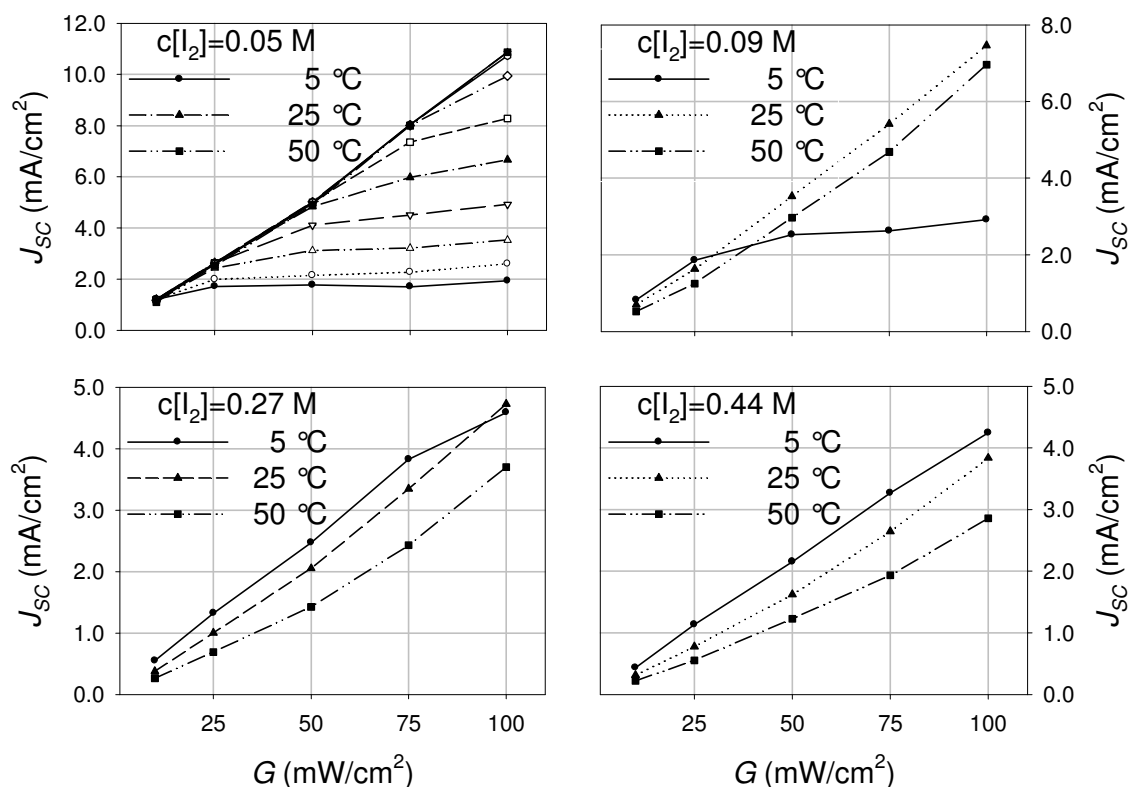 12.0
10.0
8.0
6.0
4.0
2.0
0.0
J_SC (mA/cm²)
c[I₂]=0.05 M
5 °C
25 °C
50 °C
c[I₂]=0.09 M
5 °C
25 °C
50 °C
8.0
6.0
4.0
2.0
0.0
J_SC (mA/cm²)
5.0
4.0
3.0
2.0
1.0
0.0
J_SC (mA/cm²)
c[I₂]=0.27 M
5 °C
25 °C
50 °C
25 50 75 100
G (mW/cm²)
c[I₂]=0.44 M
5 °C
25 °C
50 °C
5.0
4.0
3.0
2.0
1.0
0.0
J_SC (mA/cm²)
25 50 75 100
G (mW/cm²)